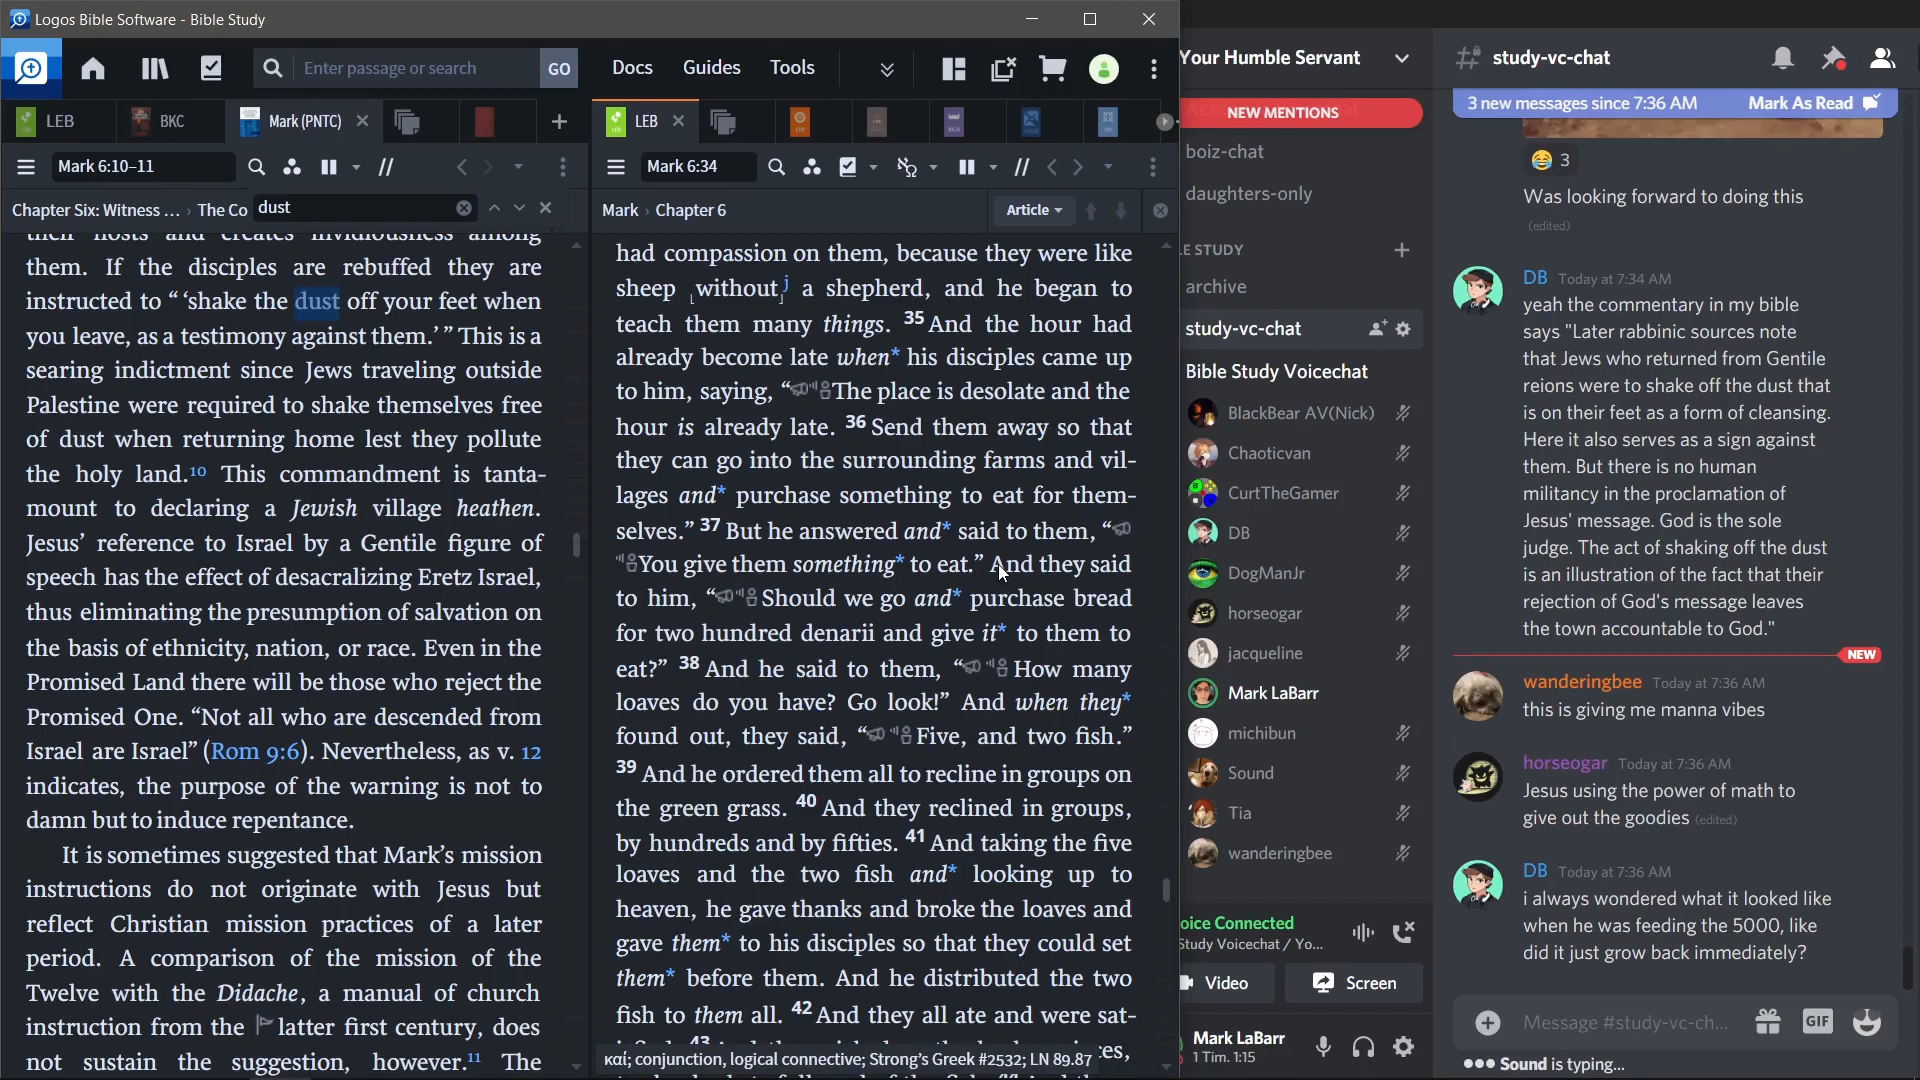 Logos Bible Software - Bible Study
Enter passage or search
GO
Docs
Guides
Tools
LEB
BKC
Mark (PNTC)
LEB
Mark 6:10–11
Mark 6:34
Chapter Six: Witness ... › The Co
dust
Mark › Chapter 6
Article
them. If the disciples are
rebuffed they are
instructed to “ ‘shake the dust off your feet when
you leave, as a testimony against them.’ ” This is a
searing indictment since Jews traveling outside
Palestine were required to shake themselves free
of dust when returning home lest they pollute
the holy land.10 This commandment is tanta-
mount to declaring a Jewish village heathen.
Jesus’ reference to Israel by a Gentile figure of
speech has the effect of desacralizing Eretz Israel,
thus eliminating the presumption of salvation on
the basis of ethnicity, nation, or race. Even in the
Promised Land there will be those who reject the
Promised One. “Not all who are descended from
Israel are Israel” (Rom 9:6). Nevertheless, as v. 12
indicates, the purpose of the warning is not to
damn but to induce repentance.
It is sometimes suggested that Mark’s mission
instructions do not originate with Jesus but
reflect Christian mission practices of a later
period. A comparison of the mission of the
Twelve with the Didache, a manual of church
instruction from the latter first century, does
not sustain the suggestion, however.11 The
had compassion on them, because they were like
sheep ⌊without⌋j a shepherd, and he began to
teach them many things. 35 And the hour had
already become late when* his disciples came up
to him, saying, “The place is desolate and the
hour is already late. 36 Send them away so that
they can go into the surrounding farms and vil-
lages and* purchase something to eat for them-
selves.” 37 But he answered and* said to them, “
You give them something* to eat.” And they said
to him, “Should we go and* purchase bread
for two hundred denarii and give it* to them to
eat?” 38 And he said to them, “How many
loaves do you have? Go look!” And when they*
found out, they said, “Five, and two fish.”
39 And he ordered them all to recline in groups on
the green grass. 40 And they reclined in groups,
by hundreds and by fifties. 41 And taking the five
loaves and the two fish and* looking up to
heaven, he gave thanks and broke the loaves and
gave them* to his disciples so that they could set
them* before them. And he distributed the two
fish to them all. 42 And they all ate and were sat-
43
καί; conjunction, logical connective; Strong’s Greek #2532; LN 89.87
Your Humble Servant
NEW MENTIONS
boiz-chat
daughters-only
LE STUDY
archive
study-vc-chat
Bible Study Voicechat
BlackBear AV(Nick)
Chaoticvan
CurtTheGamer
DB
DogManJr
horseogar
jacqueline
Mark LaBarr
michibun
Sound
Tia
wanderingbee
oice Connected
Study Voicechat / Yo...
Video
Screen
Mark LaBarr
1 Tim. 1:15
study-vc-chat
3 new messages since 7:36 AM
Mark As Read
3
Was looking forward to doing this
(edited)
DB Today at 7:34 AM
yeah the commentary in my bible
says "Later rabbinic sources note
that Jews who returned from Gentile
reions were to shake off the dust that
is on their feet as a form of cleansing.
Here it also serves as a sign against
them. But there is no human
militancy in the proclamation of
Jesus' message. God is the sole
judge. The act of shaking off the dust
is an illustration of the fact that their
rejection of God's message leaves
the town accountable to God."
NEW
wanderingbee Today at 7:36 AM
this is giving me manna vibes
horseogar Today at 7:36 AM
Jesus using the power of math to
give out the goodies (edited)
DB Today at 7:36 AM
i always wondered what it looked like
when he was feeding the 5000, like
did it just grow back immediately?
Message #study-vc-ch...
GIF
Sound is typing...